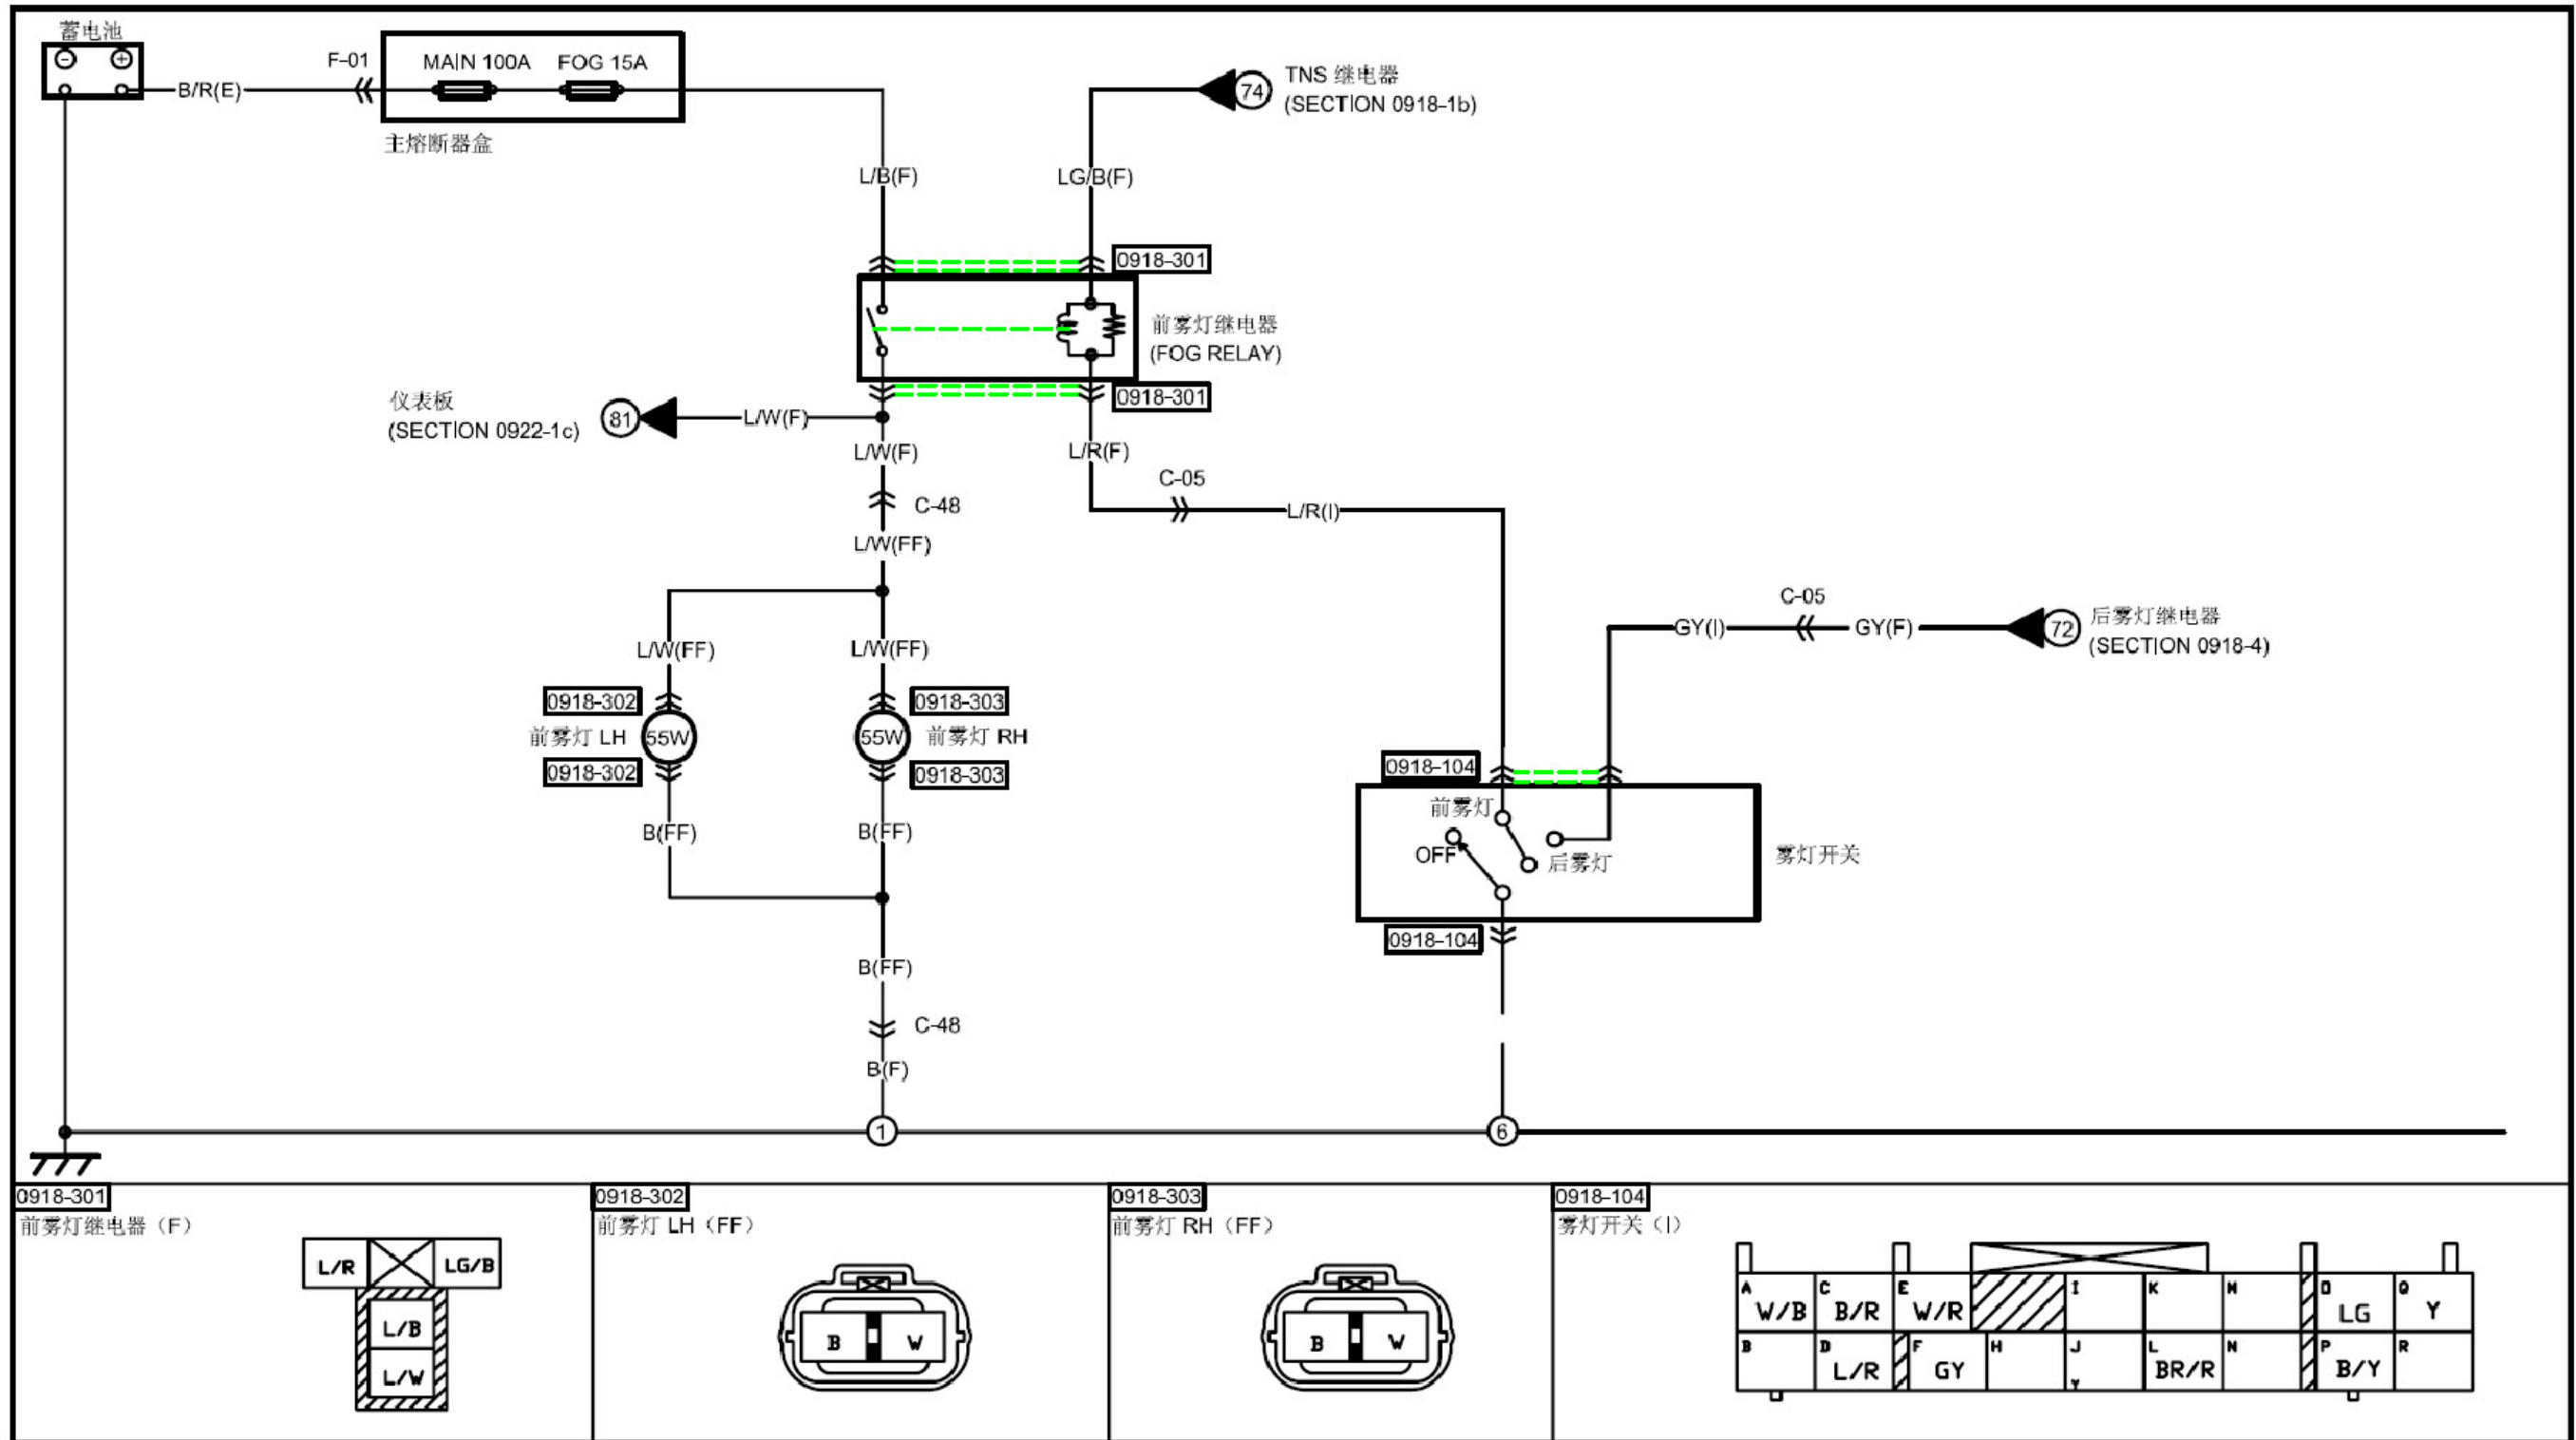 蓄电池
B/R(E)
F-01
MAIN 100A
FOG 15A
主熔断器盒
74
TNS 继电器
(SECTION 0918-1b)
L/B(F)
LG/B(F)
0918-301
前雾灯继电器
(FOG RELAY)
0918-301
仪表板
(SECTION 0922-1c)
81
L/W(F)
L/W(F)
L/R(F)
C-48
C-05
L/R(I)
L/W(FF)
C-05
GY(I)
GY(F)
72
后雾灯继电器
(SECTION 0918-4)
L/W(FF)
L/W(FF)
0918-302
0918-303
前雾灯 LH
55W
55W
前雾灯 RH
0918-302
0918-303
0918-104
前雾灯
OFF
后雾灯
雾灯开关
B(FF)
B(FF)
0918-104
B(FF)
C-48
B(F)
1
6
0918-301
前雾灯继电器（F）
L/R
LG/B
L/B
L/W
0918-302
前雾灯 LH（FF）
B
W
0918-303
前雾灯 RH（FF）
B
W
0918-104
雾灯开关（I）
A W/B
C B/R
E W/R
I
K
M
O LG
Q Y
B
D L/R
F GY
H
J
L BR/R
N
P B/Y
R